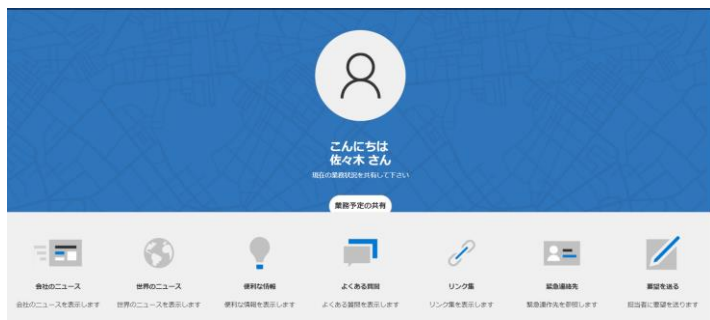 こんにちは
佐々木 さん
現在の業務状況を共有して下さい
業務予定の共有
会社のニュース
世界のニュース
便利な情報
よくある質問
リンク集
緊急連絡先
要望を送る
会社のニュースを表示します
世界のニュースを表示します
便利な情報を表示します
よくある質問を表示します
リンク集を表示します
緊急連作先を参照します
担当者に要望を送ります